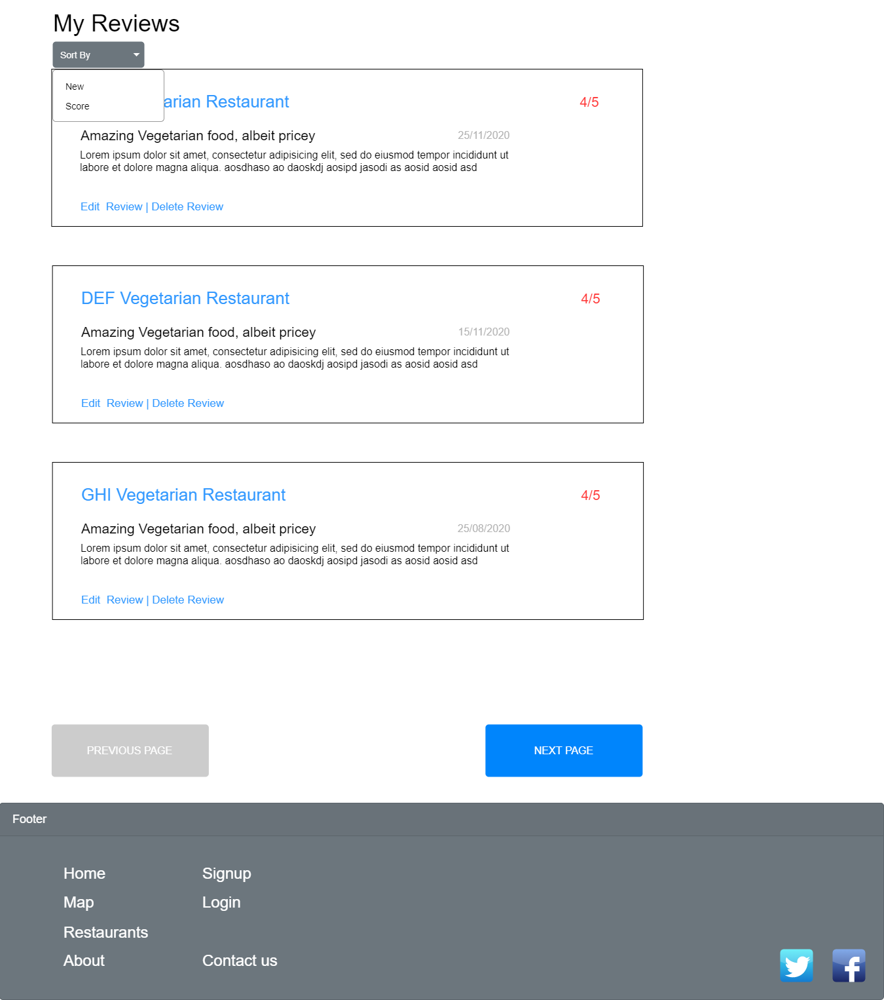 My Reviews
Sort By
New
Score
arian Restaurant
4/5
Amazing Vegetarian food, albeit pricey
25/11/2020
Lorem ipsum dolor sit amet, consectetur adipisicing elit, sed do eiusmod tempor incididunt ut
labore et dolore magna aliqua. aosdhaso ao daoskdj aosipd jasodi as aosid aosid asd
Edit  Review | Delete Review
DEF Vegetarian Restaurant
4/5
Amazing Vegetarian food, albeit pricey
15/11/2020
Lorem ipsum dolor sit amet, consectetur adipisicing elit, sed do eiusmod tempor incididunt ut
labore et dolore magna aliqua. aosdhaso ao daoskdj aosipd jasodi as aosid aosid asd
Edit  Review | Delete Review
GHI Vegetarian Restaurant
4/5
Amazing Vegetarian food, albeit pricey
25/08/2020
Lorem ipsum dolor sit amet, consectetur adipisicing elit, sed do eiusmod tempor incididunt ut
labore et dolore magna aliqua. aosdhaso ao daoskdj aosipd jasodi as aosid aosid asd
Edit  Review | Delete Review
PREVIOUS PAGE
NEXT PAGE
Footer
Home
Signup
Map
Login
Restaurants
About
Contact us